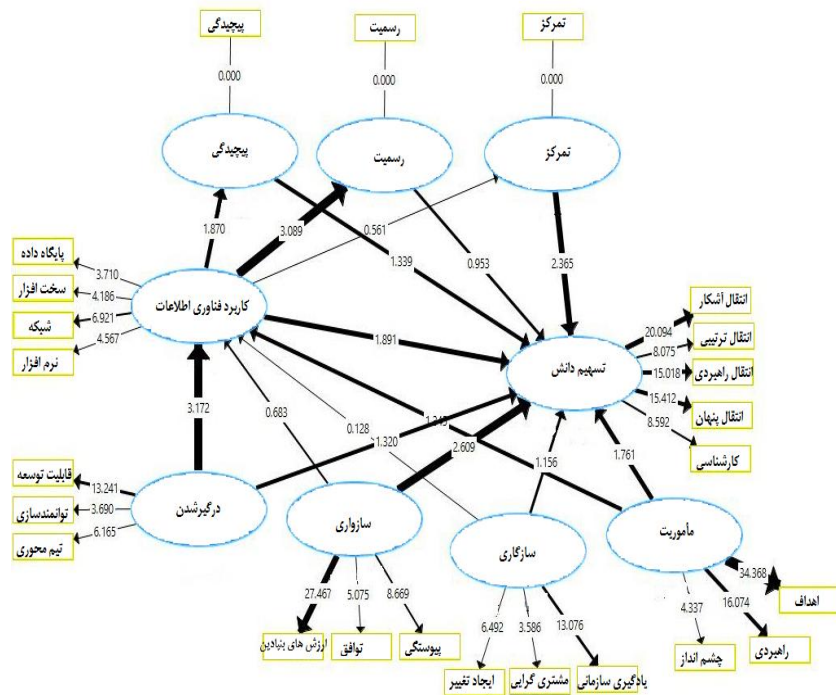 پیچیدگی
رسمیت
تمرکز
0.000
0.000
0.000
پیچیدگی
رسمیت
تمرکز
1.870
3.089
0.561
1.339
0.953
2.365
پایگاه داده
سخت افزار
شبکه
نرم افزار
3.710
4.186
6.921
4.567
کاربرد فناوری اطلاعات
1.891
تسهیم دانش
انتقال آشکار
انتقال ترتیبی
انتقال راهبردی
انتقال پنهان
کارشناسی
20.094
8.075
15.018
15.412
8.592
3.172
0.683
0.128
1.320
2.609
1.156
1.761
قابلیت توسعه
توانمندسازی
تیم محوری
13.241
3.690
6.165
درگیرشدن
سازواری
سازگاری
مأموریت
27.467
5.075
8.669
6.492
3.586
13.076
4.337
16.074
34.368
ارزش های بنیادین
توافق
پیوستگی
ایجاد تغییر
مشتری گرایی
یادگیری سازمانی
چشم انداز
راهبردی
اهداف